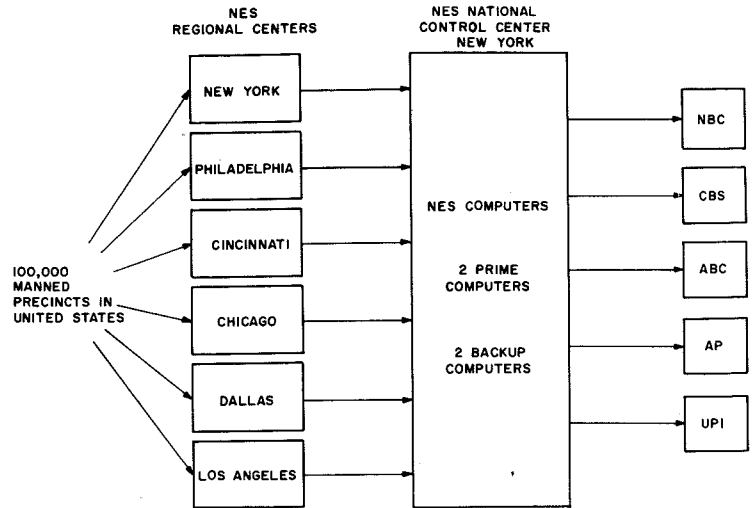 NES
REGIONAL CENTERS
NES NATIONAL
CONTROL CENTER
NEW YORK
100,000
MANNED
PRECINCTS IN
UNITED STATES
NEW YORK
PHILADELPHIA
CINCINNATI
CHICAGO
DALLAS
LOS ANGELES
NES COMPUTERS
2 PRIME
COMPUTERS
2 BACKUP
COMPUTERS
NBC
CBS
ABC
AP
UPI